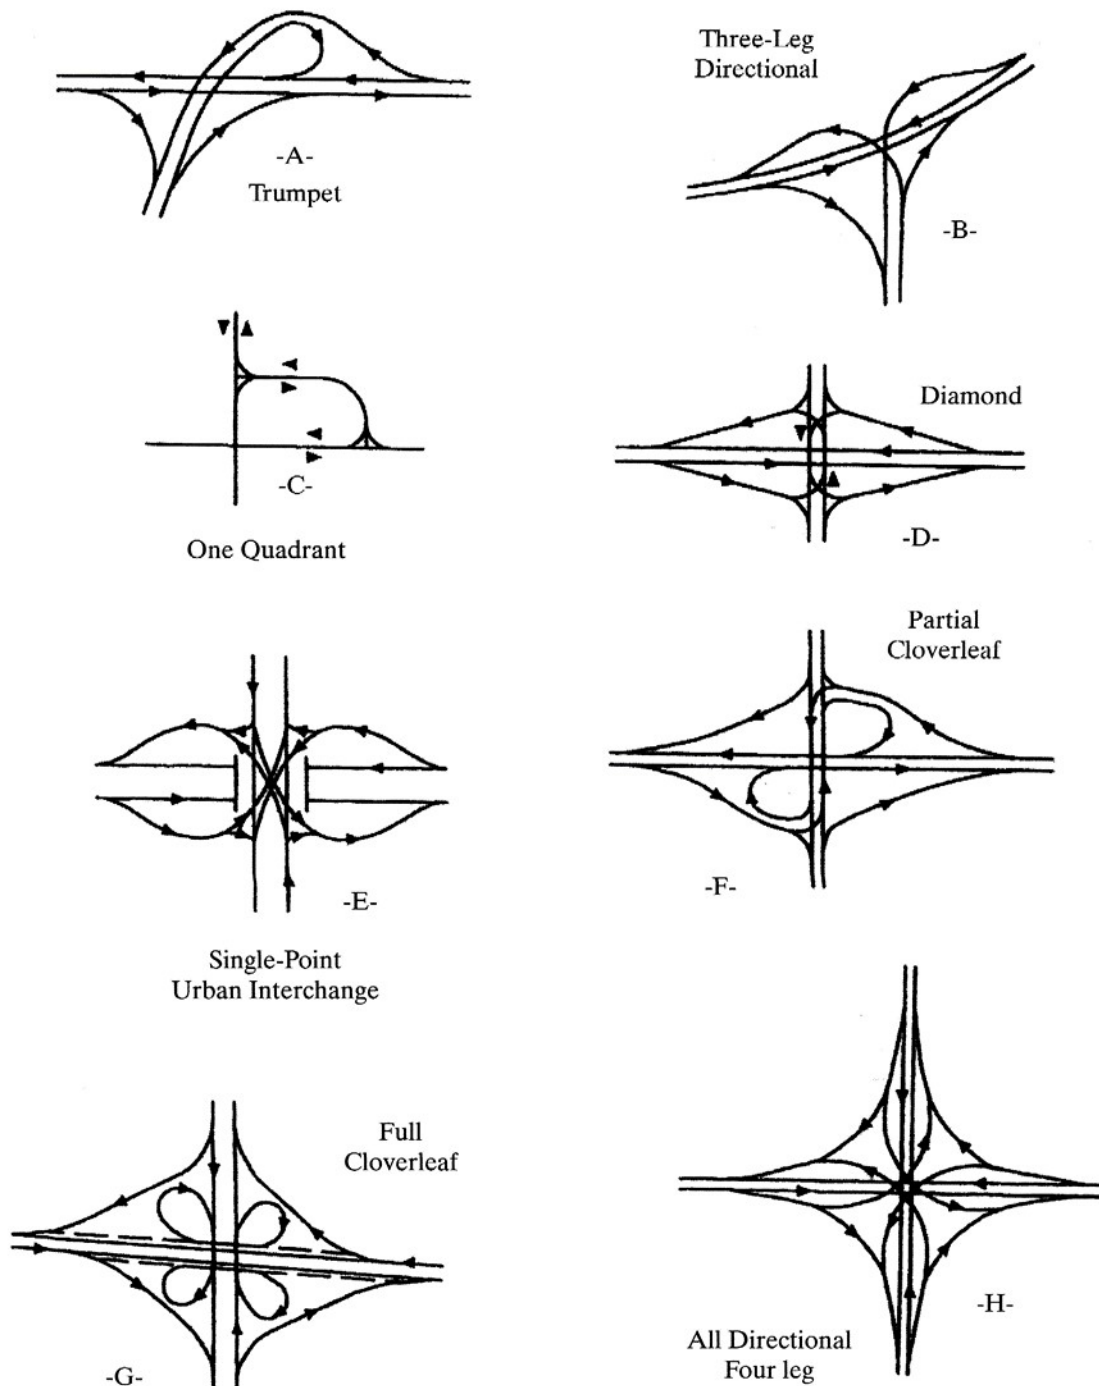 -A-
Trumpet
Three-Leg
Directional
-B-
-C-
One Quadrant
Diamond
-D-
-E-
Single-Point
Urban Interchange
Partial
Cloverleaf
-F-
Full
Cloverleaf
-G-
-H-
All Directional
Four leg